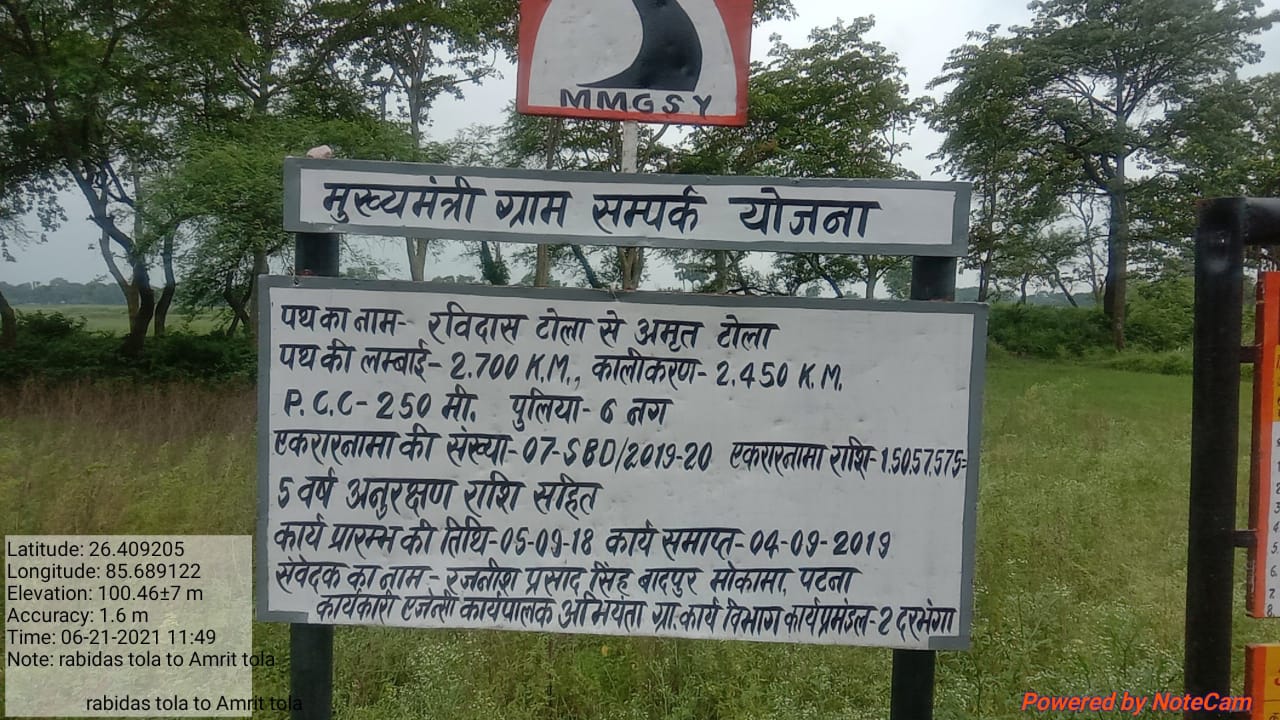 MMGSY
मुख्यमंत्री ग्राम सम्पर्क योजना
पथ का नाम- रविदास टोला से अमृत टोला
पथ की लम्बाई- 2.700 K.M., कालीकरण- 2.450 K.M.
P.C.C- 250 मी. पुलिया- 6 नग
एकरारनामा की संख्या-07-SBD/2019-20 एकरारनामा राशि-1.50,57,575=
5 वर्ष अनुरक्षण राशि सहित
कार्य प्रारम्भ की तिथि-05-09-18 कार्य समाप्त-04-09-2019
संवेदक का नाम- रजनीश प्रसाद सिंह बादपुर मोकामा, पटना
कार्यकारी एजेन्सी कार्यपालक अभियंता ग्रा.कार्य विभाग कार्यप्रमंडल-2 दरभंगा
Latitude: 26.409205
Longitude: 85.689122
Elevation: 100.46±7 m
Accuracy: 1.6 m
Time: 06-21-2021 11:49
Note: rabidas tola to Amrit tola
rabidas tola to Amrit tola
Powered by NoteCam